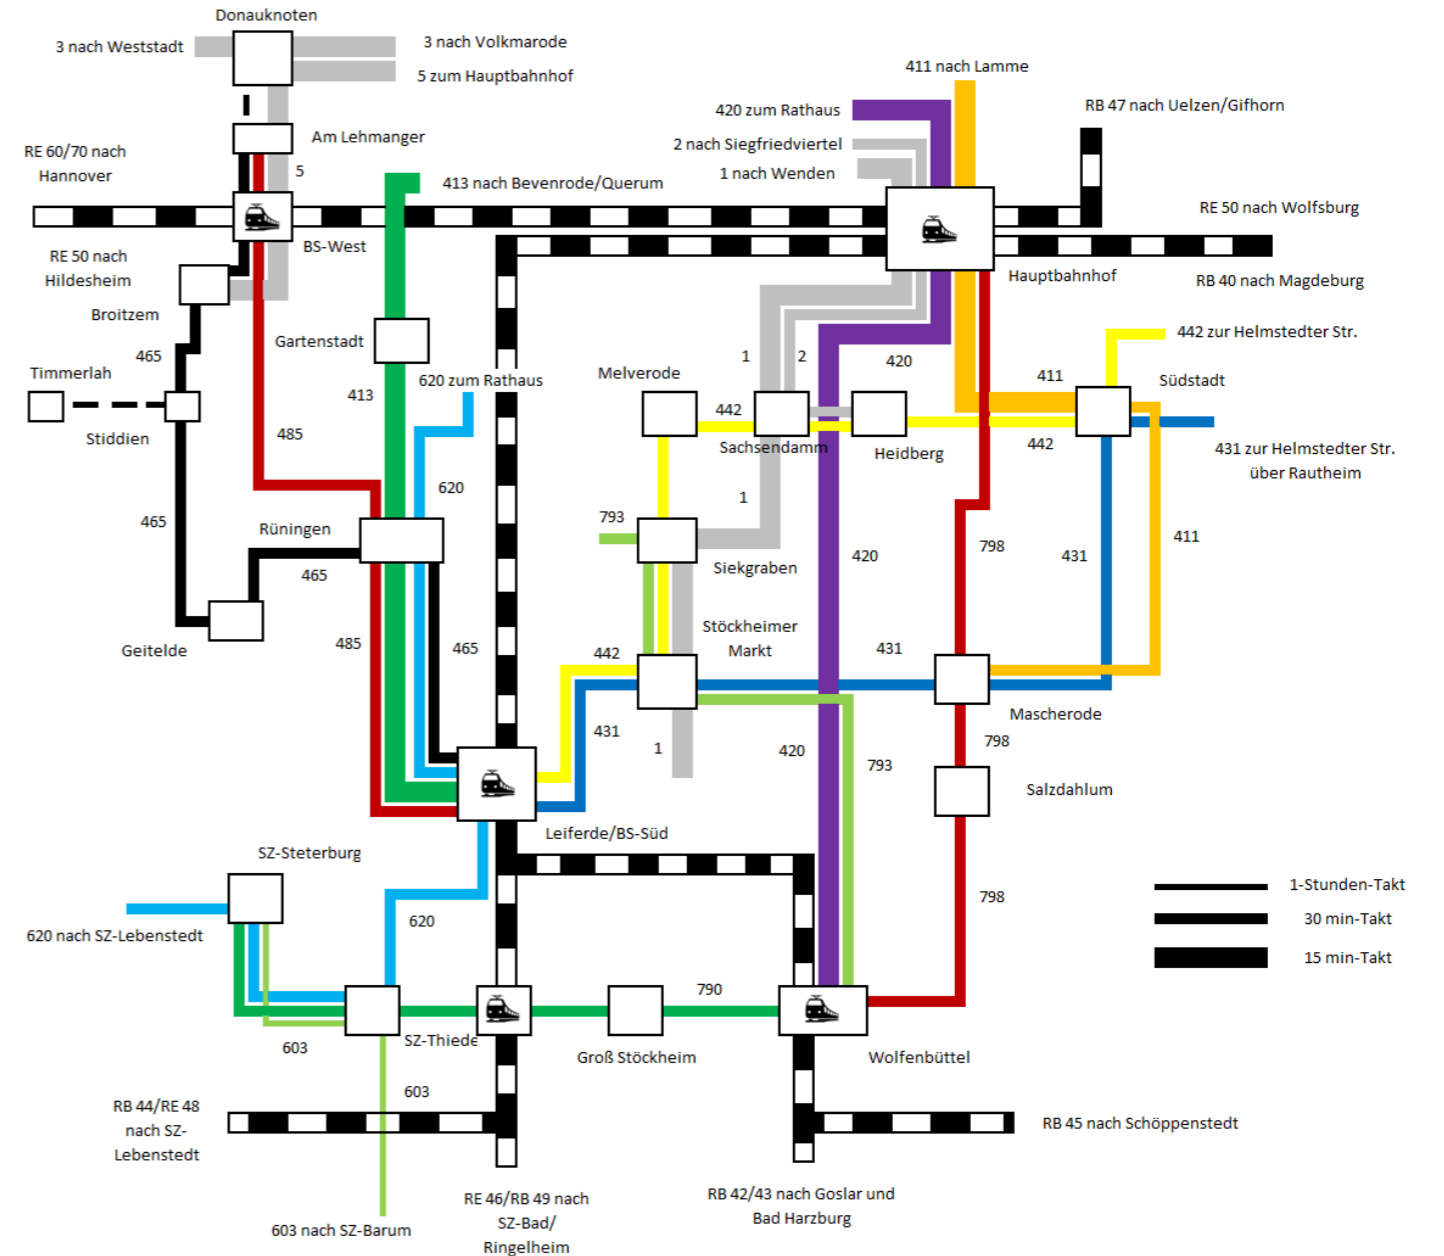 Donauknoten
3 nach Weststadt
3 nach Volkmarode
5 zum Hauptbahnhof
411 nach Lamme
420 zum Rathaus
RB 47 nach Uelzen/Gifhorn
Am Lehmanger
2 nach Siegfriedviertel
RE 60/70 nach
Hannover
5
1 nach Wenden
413 nach Bevenrode/Querum
RE 50 nach Wolfsburg
BS-West
RE 50 nach
Hildesheim
Hauptbahnhof
RB 40 nach Magdeburg
Broitzem
Gartenstadt
442 zur Helmstedter Str.
465
1
2
420
Timmerlah
Melverode
620 zum Rathaus
411
Südstadt
413
442
Stiddien
485
Sachsendamm
Heidberg
442
431 zur Helmstedter Str.
über Rautheim
620
1
465
Rüningen
793
798
411
420
431
465
Siekgraben
Stöckheimer
Markt
Geitelde
485
465
442
431
Mascherode
431
1
420
798
793
Salzdahlum
Leiferde/BS-Süd
SZ-Steterburg
1-Stunden-Takt
798
30 min-Takt
620
620 nach SZ-Lebenstedt
15 min-Takt
790
603
SZ-Thiede
Groß Stöckheim
Wolfenbüttel
603
RB 44/RE 48
nach SZ-
Lebenstedt
RB 45 nach Schöppenstedt
RE 46/RB 49 nach
SZ-Bad/
Ringelheim
RB 42/43 nach Goslar und
Bad Harzburg
603 nach SZ-Barum